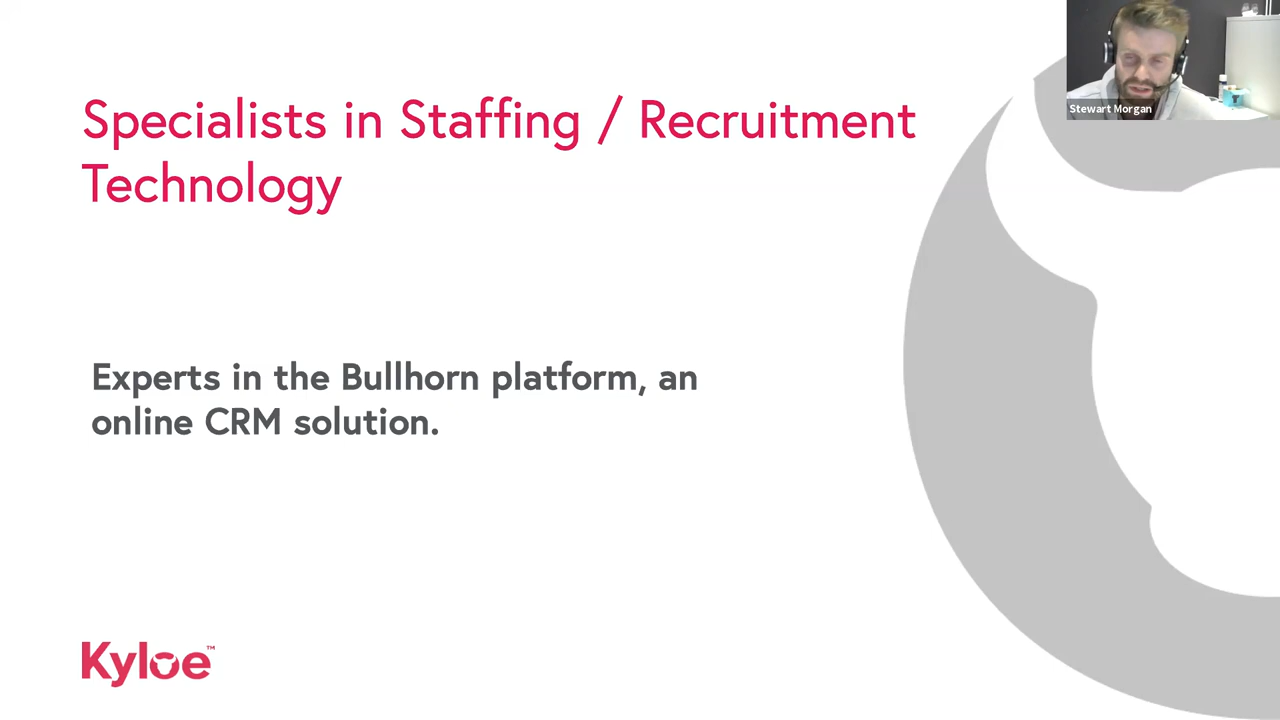 Specialists in Staffing / Recruitment
Technology
Stewart Morgan
Experts in the Bullhorn platform, an
online CRM solution.
Kyloe™